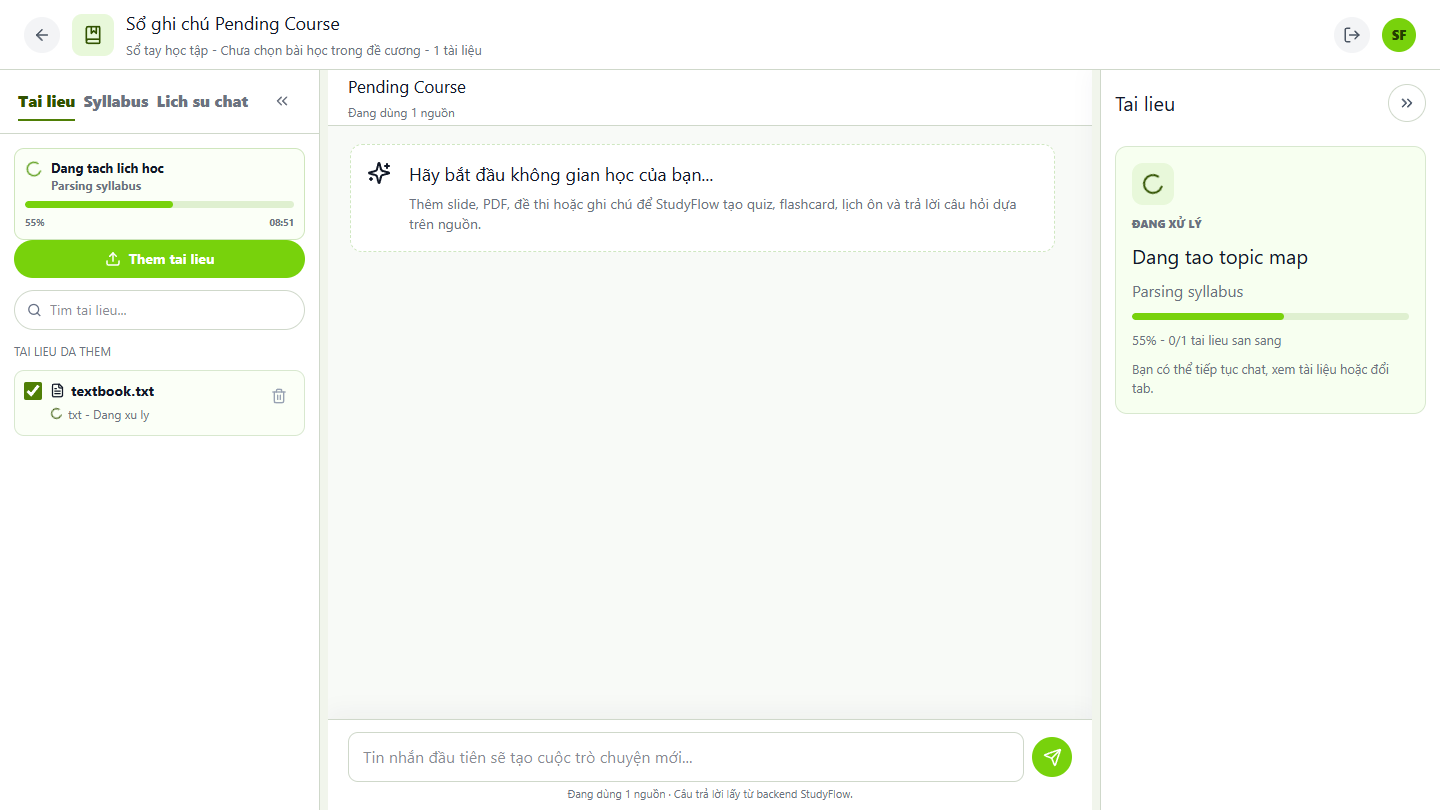 Sổ ghi chú Pending Course
Sổ tay học tập - Chưa chọn bài học trong đề cương - 1 tài liệu
SF
Tai lieu Syllabus Lich su chat
Dang tach lich hoc
Parsing syllabus
55% 08:51
Them tai lieu
Tim tai lieu...
TAI LIEU DA THEM
textbook.txt
txt - Dang xu ly
Pending Course
Đang dùng 1 nguồn
Hãy bắt đầu không gian học của bạn...
Thêm slide, PDF, đề thi hoặc ghi chú để StudyFlow tạo quiz, flashcard, lịch ôn và trả lời câu hỏi dựa
trên nguồn.
Tin nhắn đầu tiên sẽ tạo cuộc trò chuyện mới...
Đang dùng 1 nguồn · Câu trả lời lấy từ backend StudyFlow.
Tai lieu
ĐANG XỬ LÝ
Dang tao topic map
Parsing syllabus
55% - 0/1 tai lieu san sang
Bạn có thể tiếp tục chat, xem tài liệu hoặc đổi
tab.